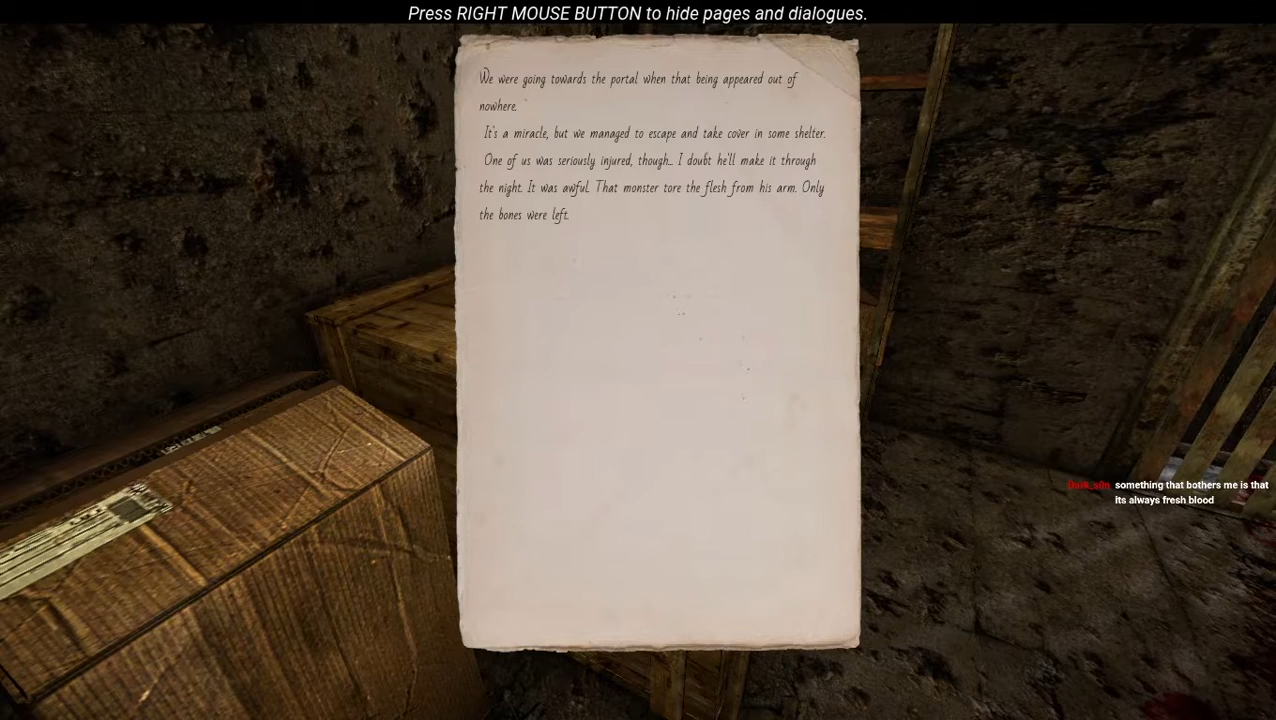 Press RIGHT MOUSE BUTTON to hide pages and dialogues.
We were going towards the portal when that being appeared out of
nowhere.
It's a miracle, but we managed to escape and take cover in some shelter.
One of us was seriously injured, though... I doubt he'll make it through
the night. It was awful. That monster tore the flesh from his arm. Only
the bones were left.
something that bothers me is that
its always fresh blood